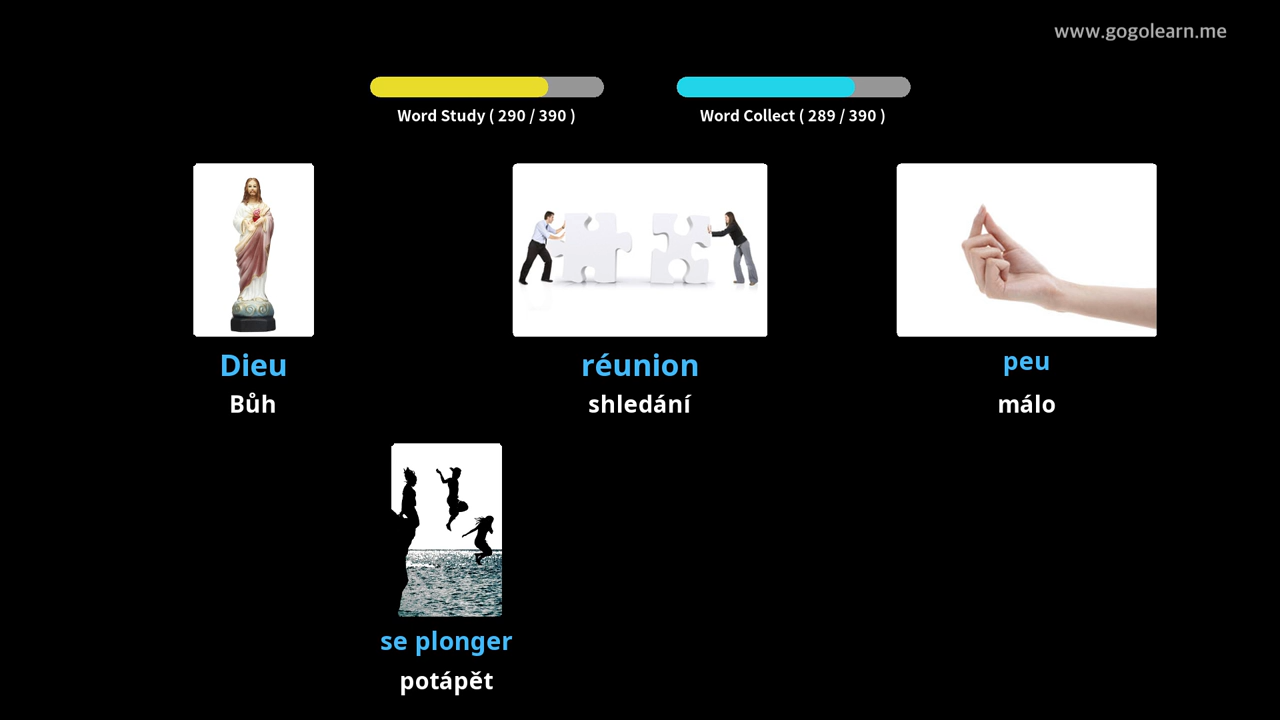 www.gogolearn.me
Word Study ( 290 / 390 )
Word Collect ( 289 / 390 )
Dieu
Bůh
réunion
shledání
peu
málo
se plonger
potápět